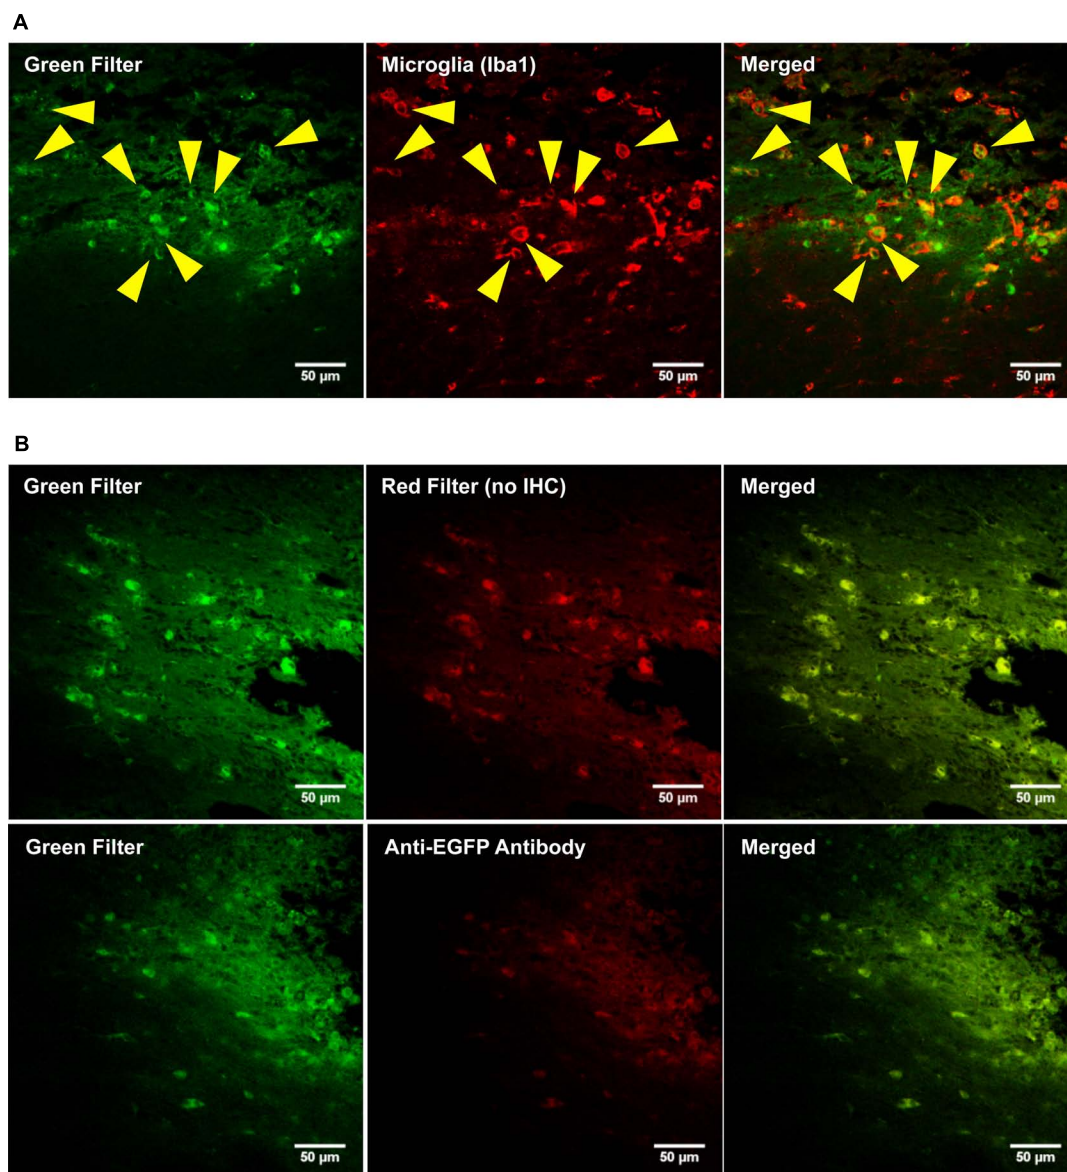 A
Green Filter
Microglia (Iba1)
Merged
50 µm
50 µm
50 µm
B
Green Filter
Red Filter (no IHC)
Merged
50 µm
50 µm
50 µm
Green Filter
Anti-EGFP Antibody
Merged
50 µm
50 µm
50 µm